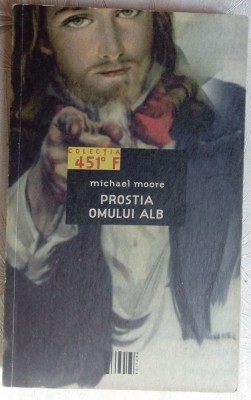 COLECȚIA
451° F
michael moore
PROSTIA
OMULUI ALB